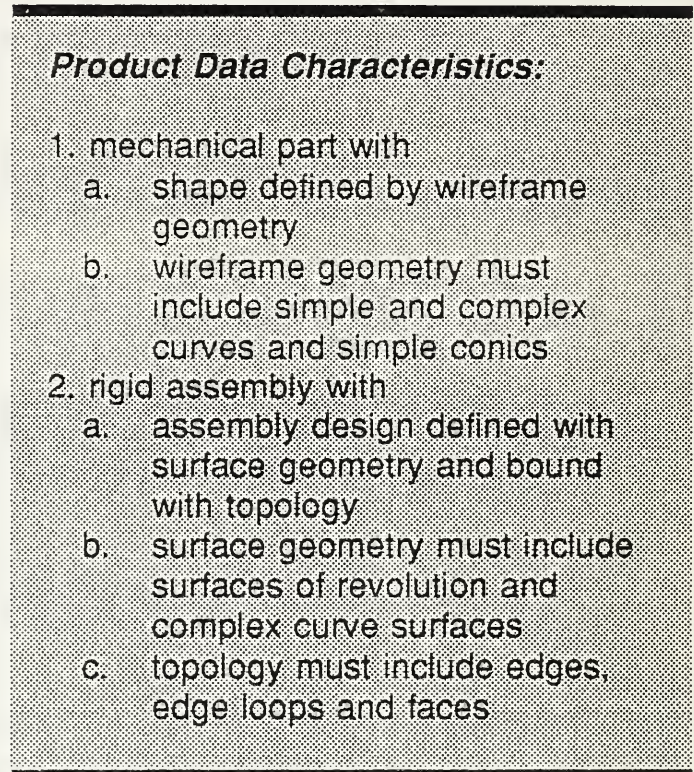 Product Data Characteristics:
1. mechanical part with
a. shape defined by wireframe
geometry
b. wireframe geometry must
include simple and complex
curves and simple conics
2. rigid assembly with
a. assembly design defined with
surface geometry and bound
with topology
b. surface geometry must include
surfaces of revolution and
complex curve surfaces
c. topology must include edges,
edge loops and faces